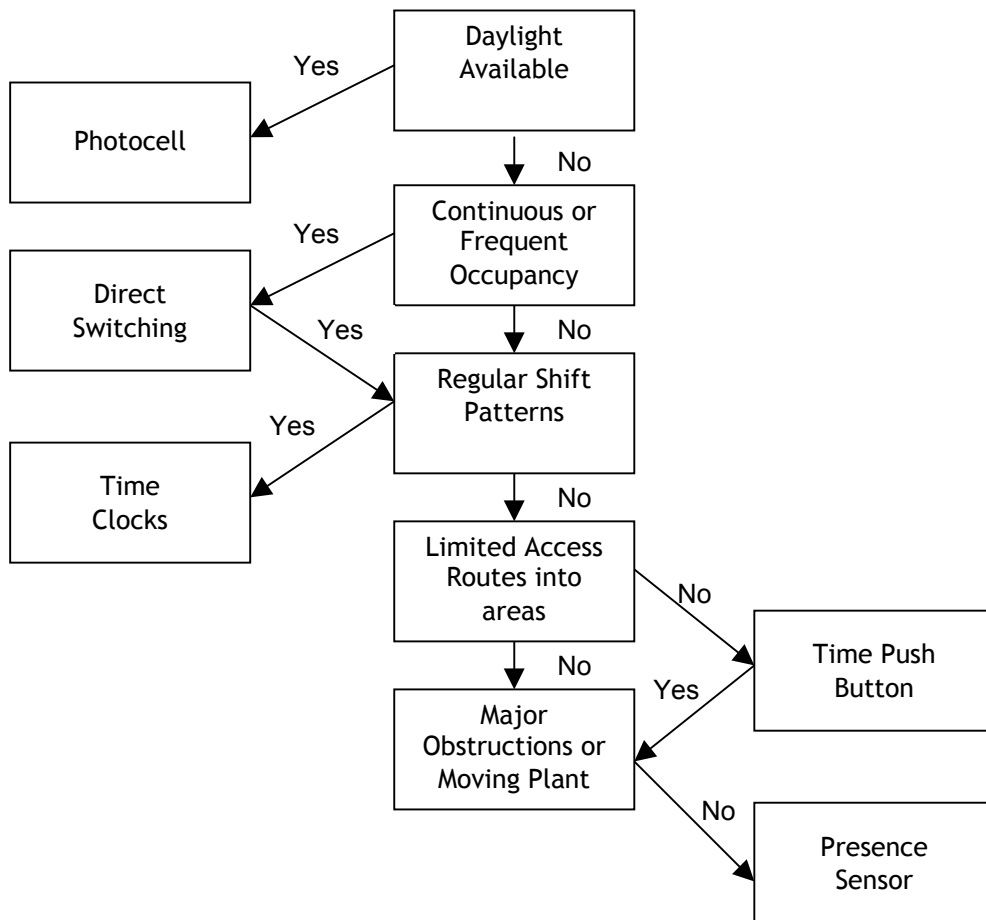 Daylight
Available
Yes
Photocell
No
Continuous or
Frequent
Occupancy
Yes
Direct
Switching
Yes
No
Regular Shift
Patterns
Yes
Time
Clocks
No
Limited Access
Routes into
areas
No
Time Push
Button
No
Yes
Major
Obstructions or
Moving Plant
No
Presence
Sensor